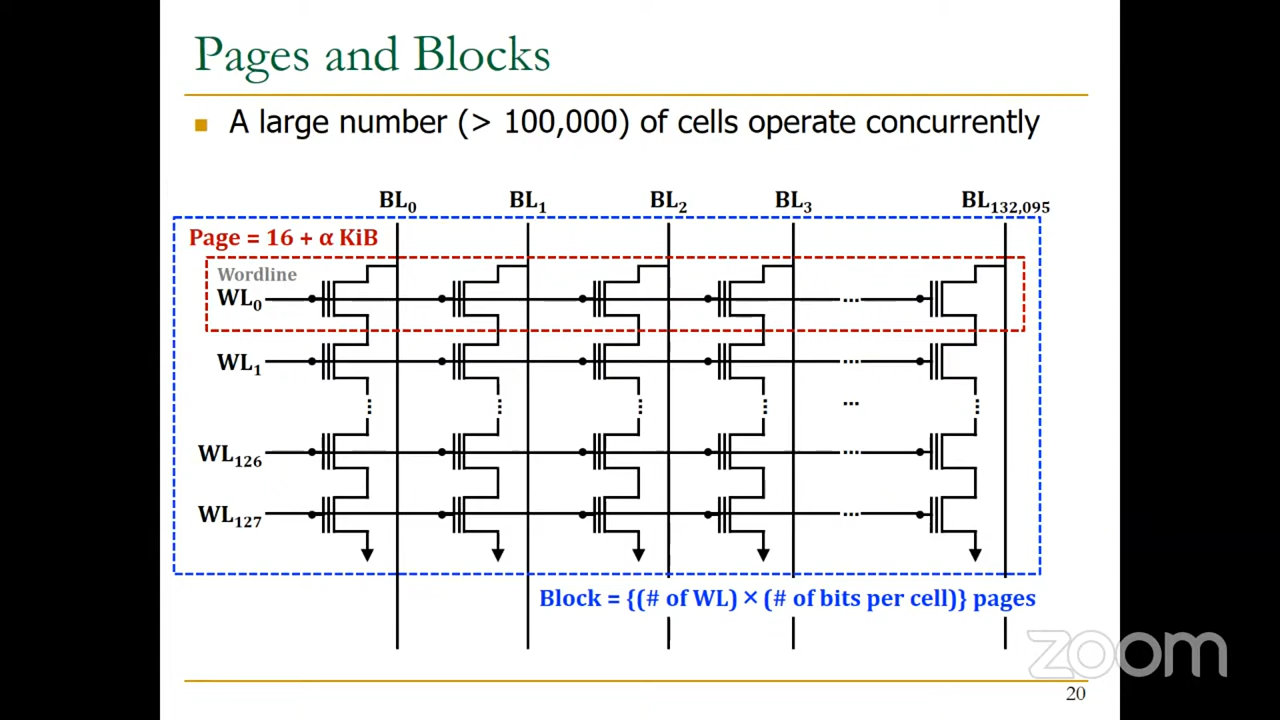 Pages and Blocks
A large number (> 100,000) of cells operate concurrently
BL0 BL1 BL2 BL3 BL132,095
Page = 16 + α KiB
Wordline
WL0 ...
WL1 ...
...
WL126 ...
WL127 ...
Block = {(# of WL) × (# of bits per cell)} pages
zoom
20